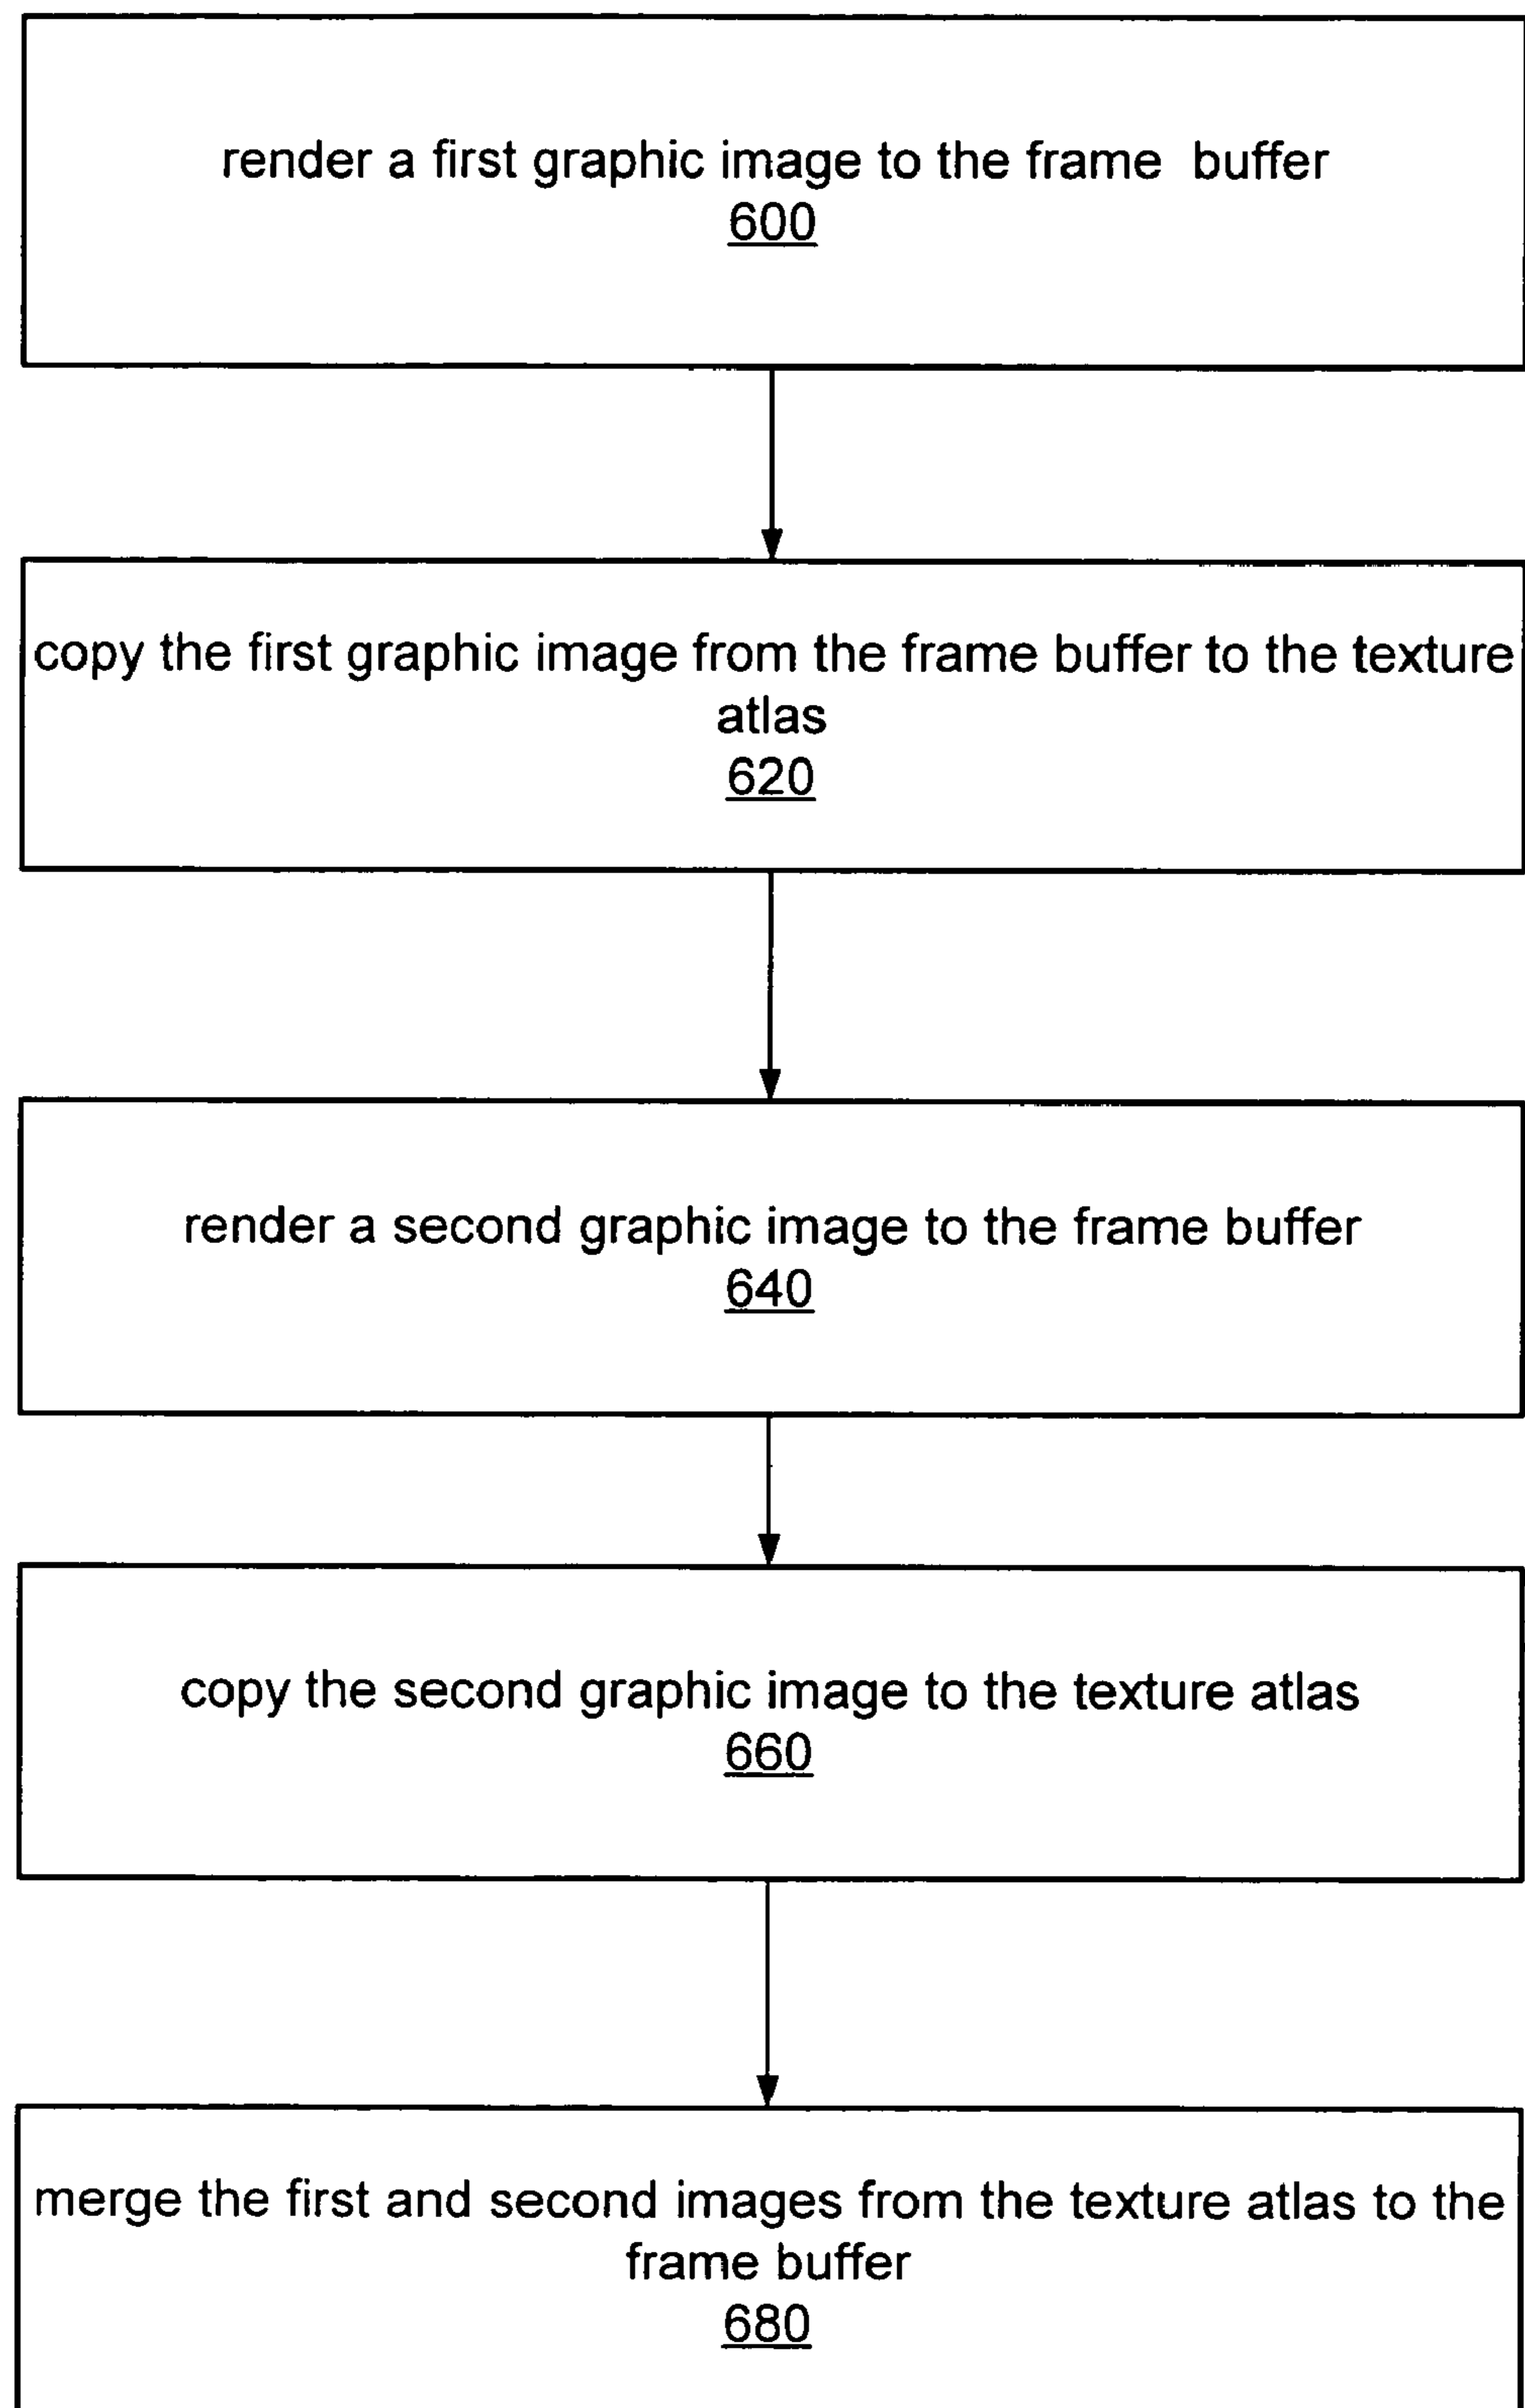 render a first graphic image to the frame buffer
600
copy the first graphic image from the frame buffer to the texture
atlas
620
render a second graphic image to the frame buffer
640
copy the second graphic image to the texture atlas
660
merge the first and second images from the texture atlas to the
frame buffer
680